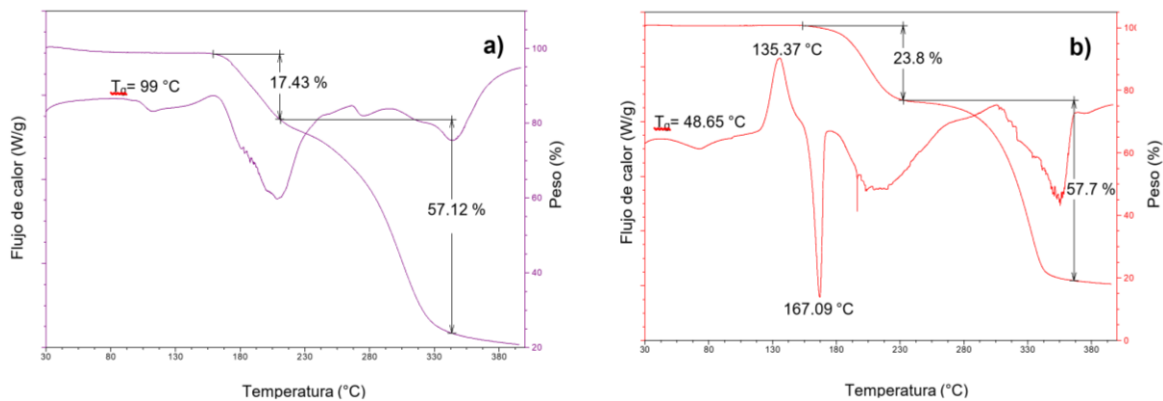 a)
17.43 %
Tg= 99 °C
57.12 %
Flujo de calor (W/g)
Peso (%)
100
80
60
40
20
30
80
130
180
230
280
330
380
Temperatura (°C)
b)
135.37 °C
23.8 %
Tg= 48.65 °C
57.7 %
167.09 °C
Flujo de calor (W/g)
Peso (%)
100
80
60
40
20
0
30
80
130
180
230
280
330
380
Temperatura (°C)